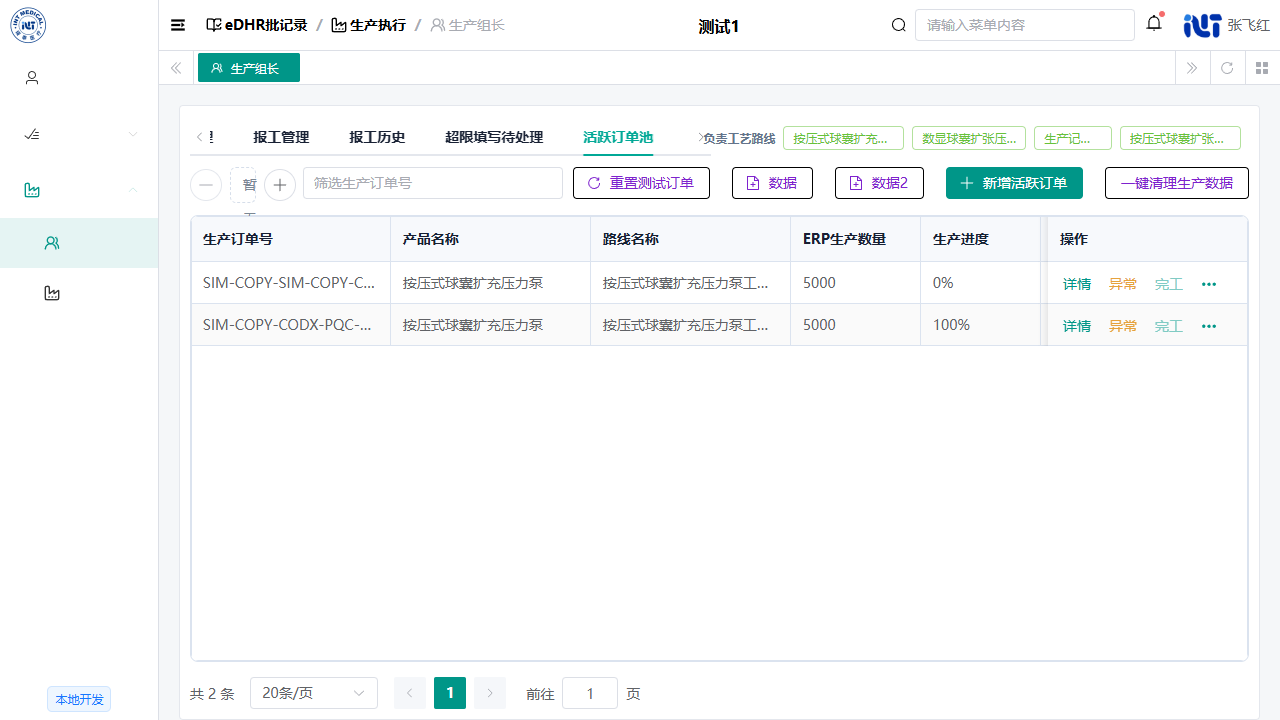 eDHR批记录 / 生产执行 / 生产组长
测试1
请输入菜单内容
张飞红
生产组长
报工管理
报工历史
超限填写待处理
活跃订单池
负责工艺路线
按压式球囊扩充...
数显球囊扩张压...
生产记...
按压式球囊扩张...
暂
筛选生产订单号
重置测试订单
数据
数据2
新增活跃订单
一键清理生产数据
生产订单号 产品名称 路线名称 ERP生产数量 生产进度 操作
SIM-COPY-SIM-COPY-C... 按压式球囊扩充压力泵 按压式球囊扩充压力泵工... 5000 0% 详情 异常 完工
SIM-COPY-CODX-PQC-... 按压式球囊扩充压力泵 按压式球囊扩充压力泵工... 5000 100% 详情 异常 完工
共 2 条
20条/页
1
前往 1 页
本地开发